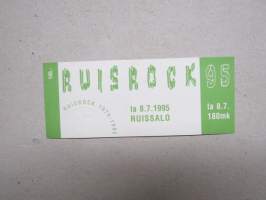 RUISROCK 95
RUISROCK 1970-1995
la 8.7.1995
RUISSALO
la 8.7.
180mk